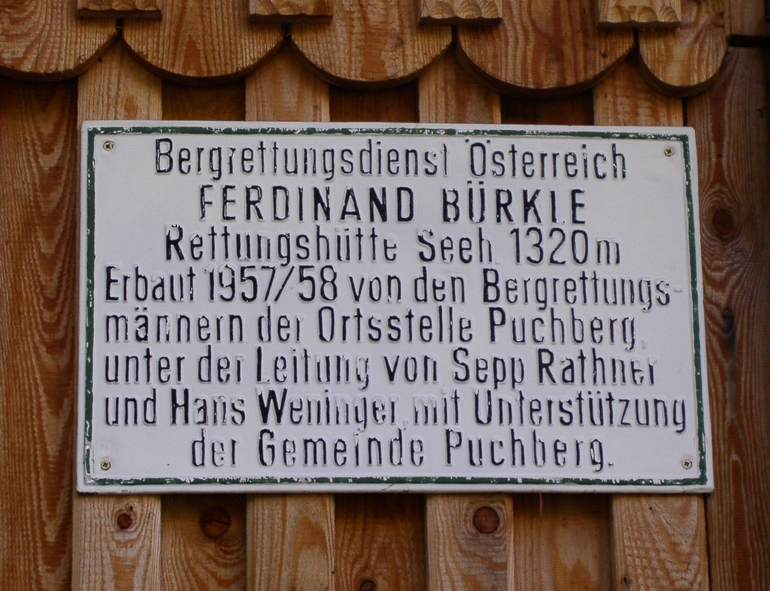 Bergrettungsdienst Österreich
FERDINAND BÜRKLE
Rettungshütte Seeh. 1320m
Erbaut 1957/58 von den Bergrettungs-
männern der Ortsstelle Puchberg,
unter der Leitung von Sepp Rathner
und Hans Weninger, mit Unterstützung
der Gemeinde Puchberg.